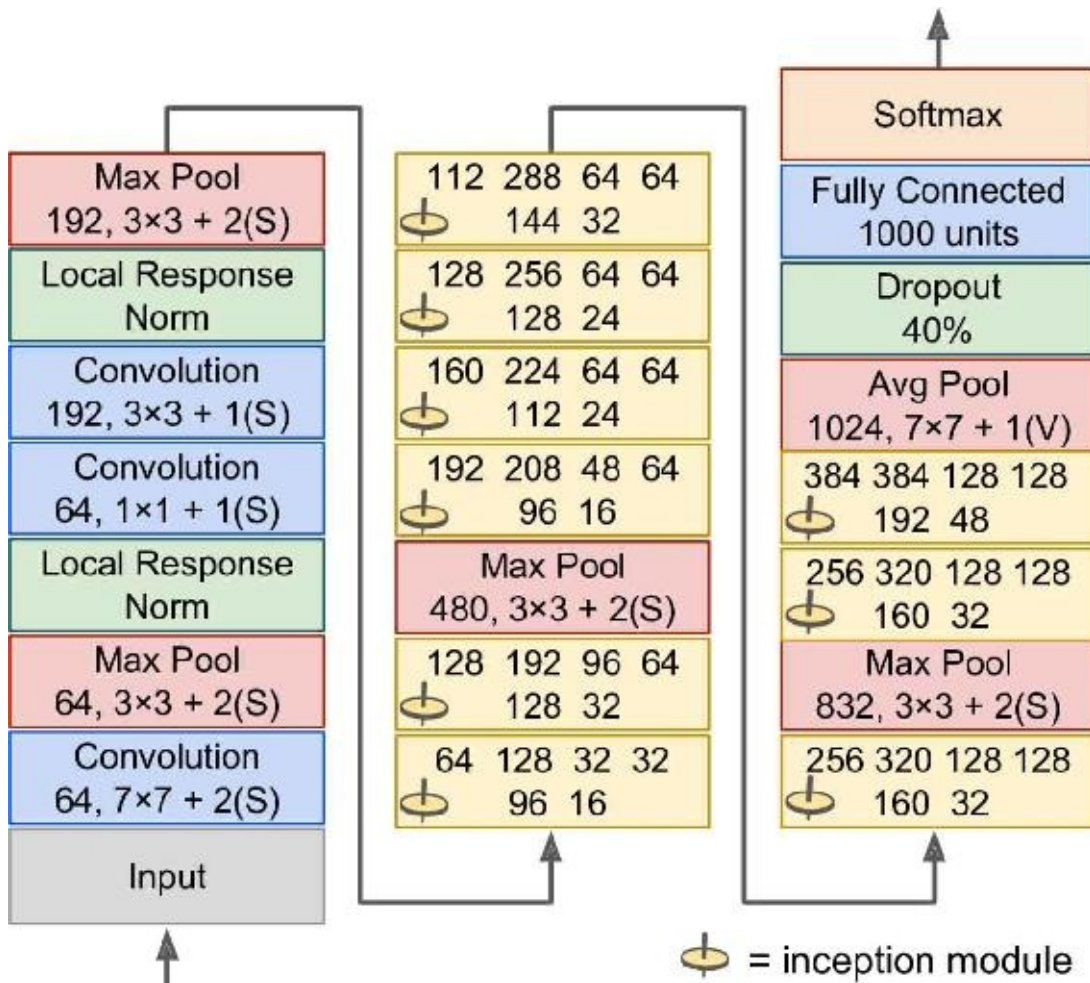 Max Pool
192, 3×3 + 2(S)
Local Response
Norm
Convolution
192, 3×3 + 1(S)
Convolution
64, 1×1 + 1(S)
Local Response
Norm
Max Pool
64, 3×3 + 2(S)
Convolution
64, 7×7 + 2(S)
Input
112 288 64 64
144 32
128 256 64 64
128 24
160 224 64 64
112 24
192 208 48 64
96 16
Max Pool
480, 3×3 + 2(S)
128 192 96 64
128 32
64 128 32 32
96 16
Softmax
Fully Connected
1000 units
Dropout
40%
Avg Pool
1024, 7×7 + 1(V)
384 384 128 128
192 48
256 320 128 128
160 32
Max Pool
832, 3×3 + 2(S)
256 320 128 128
160 32
= inception module